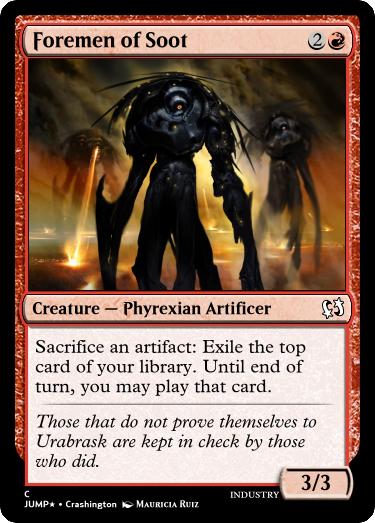 Foremen of Soot 2
Creature — Phyrexian Artificer
Sacrifice an artifact: Exile the top
card of your library. Until end of
turn, you may play that card.
Those that do not prove themselves to
Urabrask are kept in check by those
who did.
3/3
C
INDUSTRY
JUMP★ • Crashington Mauricia Ruiz